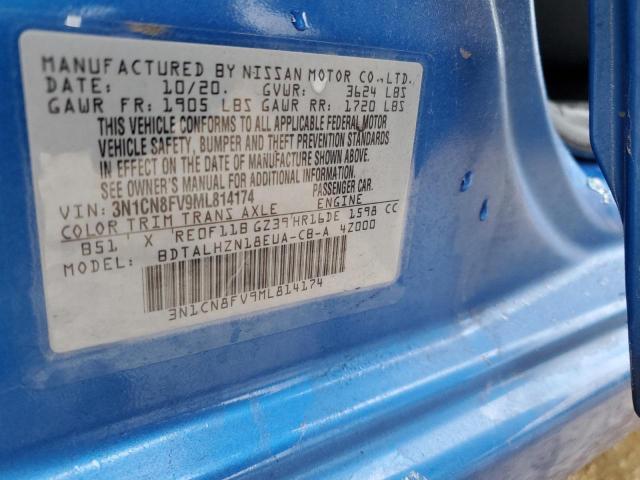 MANUFACTURED BY NISSAN MOTOR CO.,LTD.
DATE: 10/20. GVWR: 3624 LBS
GAWR FR: 1905 LBS GAWR RR: 1720 LBS
THIS VEHICLE CONFORMS TO ALL APPLICABLE FEDERAL MOTOR
VEHICLE SAFETY, BUMPER AND THEFT PREVENTION STANDARDS
IN EFFECT ON THE DATE OF MANUFACTURE SHOWN ABOVE.
SEE OWNER'S MANUAL FOR ADDITIONAL INFORMATION.
VIN: 3N1CN8FV9ML814174 PASSENGER CAR.
COLOR TRIM TRANS AXLE ENGINE
B51 X RE0F11B GZ39 HR16DE 1598 CC
MODEL: BDTALHZN18EUA-CB-A 4Z000
3N1CN8FV9ML814174